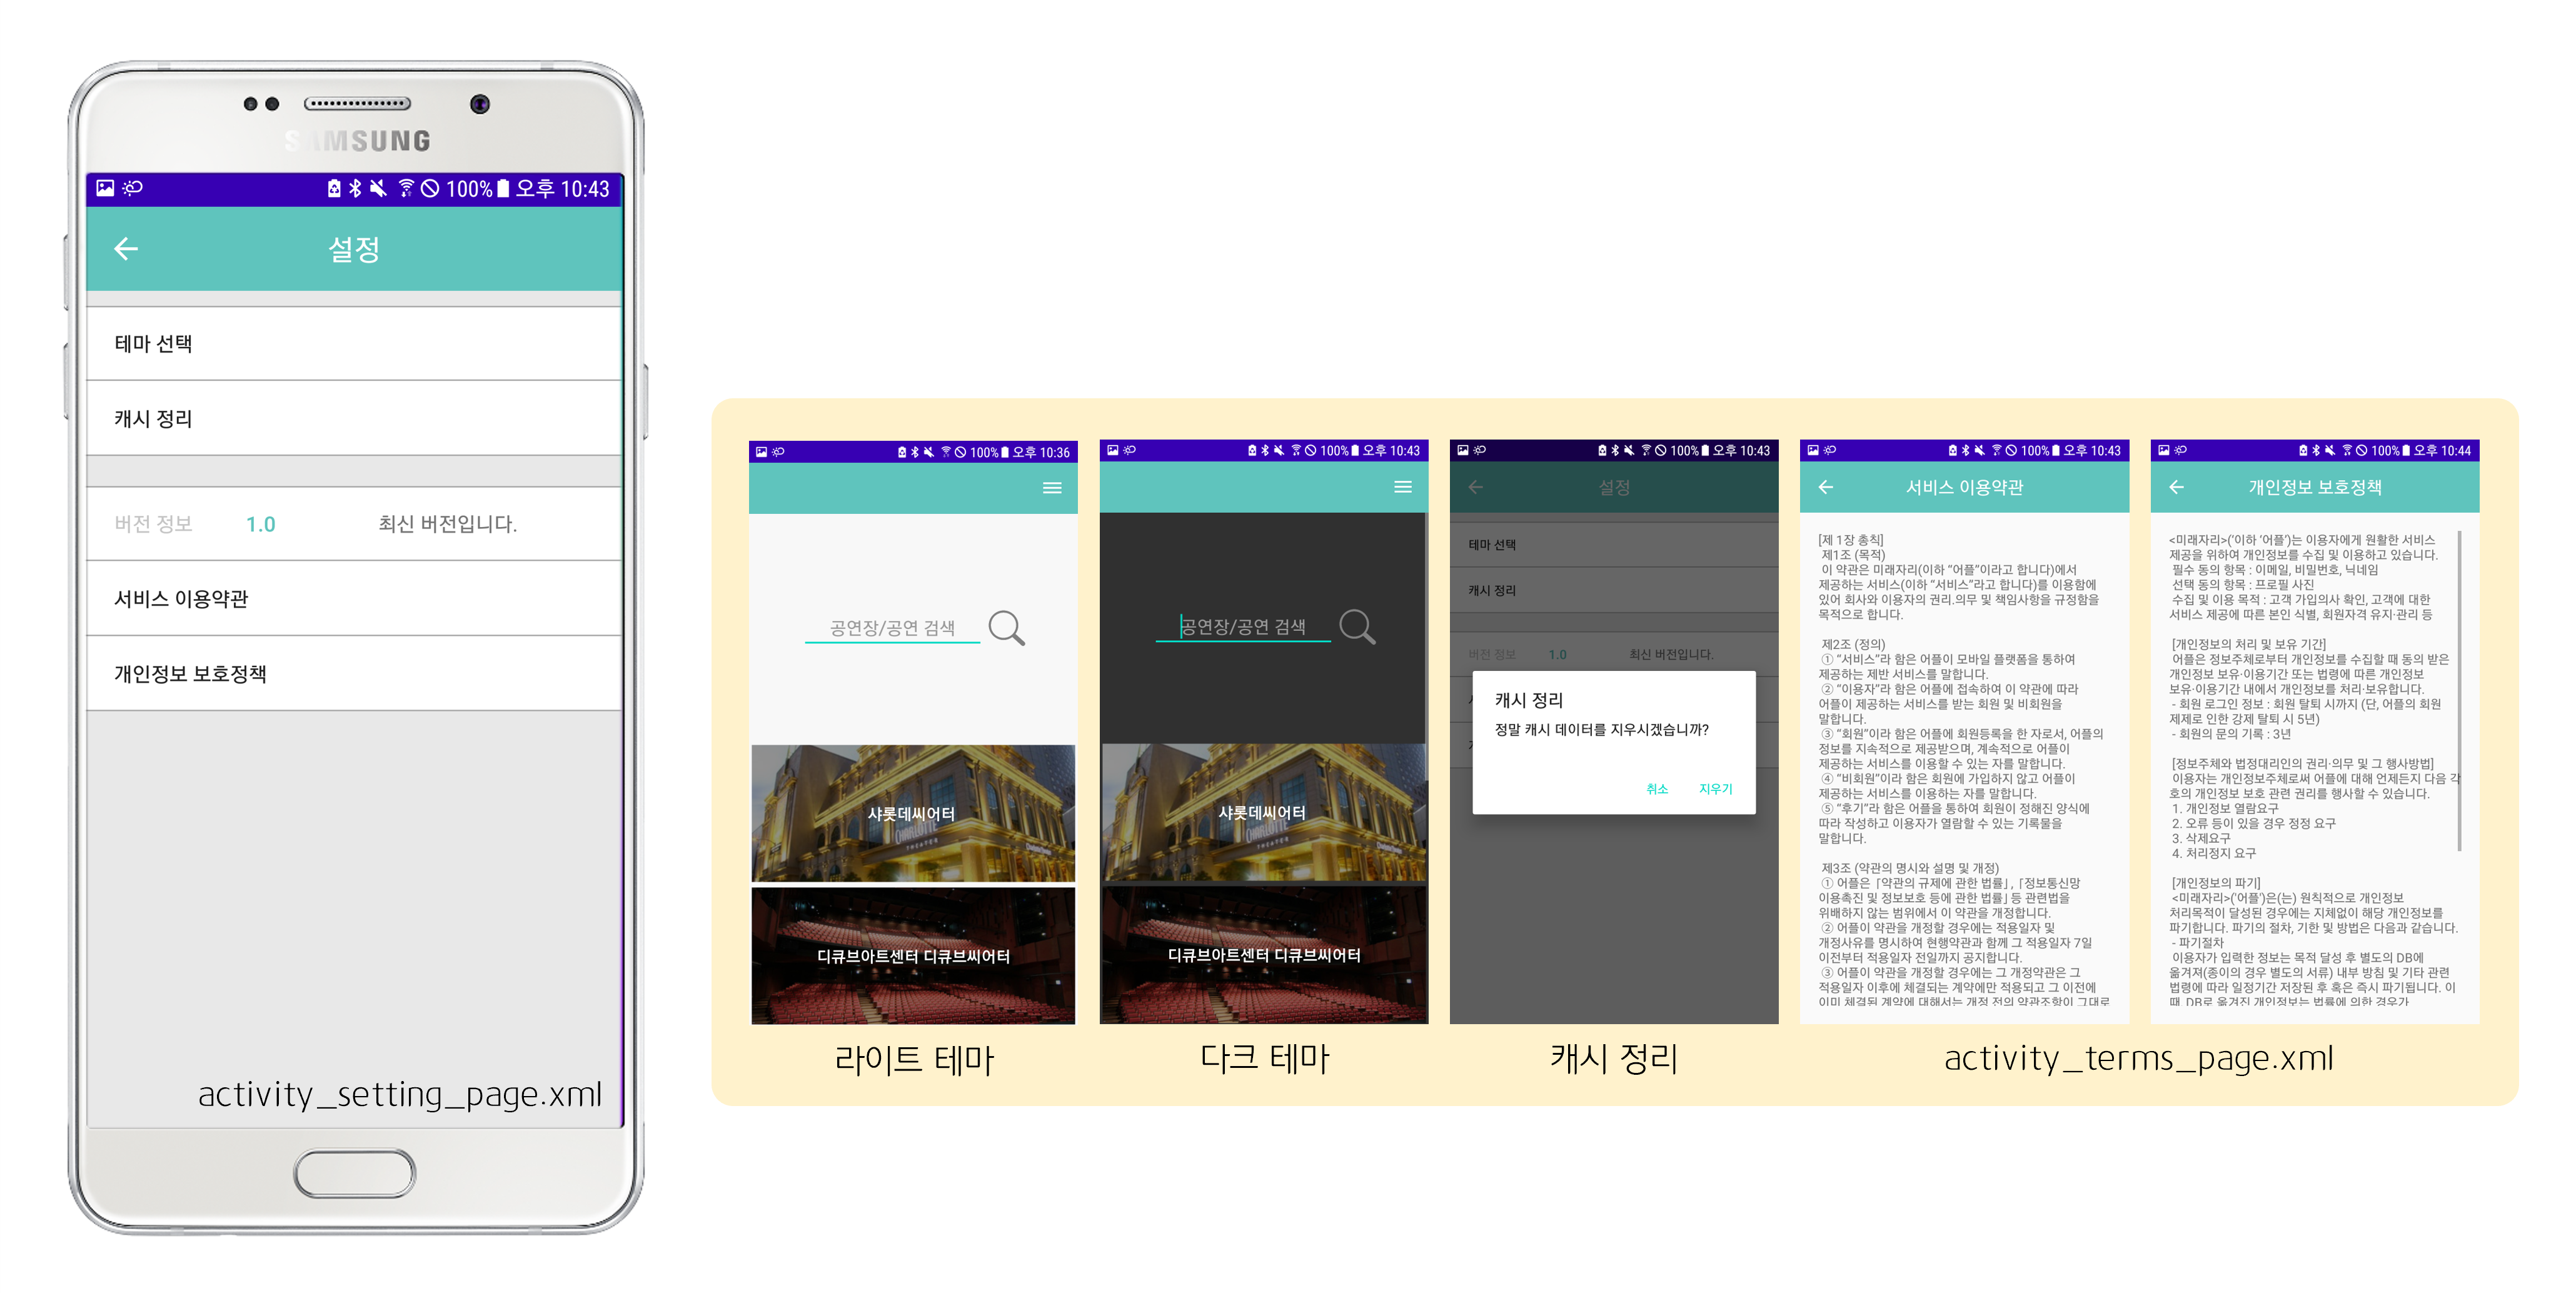 SAMSUNG
100% 오후 10:43
설정
테마 선택
캐시 정리
버전 정보 1.0 최신 버전입니다.
서비스 이용약관
개인정보 보호정책
activity_setting_page.xml
100% 오후 10:36
공연장/공연 검색
샤롯데씨어터
CHARLOTTE
THEATER
디큐브아트센터 디큐브씨어터
라이트 테마
100% 오후 10:43
공연장/공연 검색
샤롯데씨어터
CHARLOTTE
THEATER
디큐브아트센터 디큐브씨어터
다크 테마
100% 오후 10:43
설정
테마 선택
캐시 정리
버전 정보 1.0 최신 버전입니다.
캐시 정리
정말 캐시 데이터를 지우시겠습니까?
취소 지우기
캐시 정리
100% 오후 10:43
서비스 이용약관
[제 1장 총칙]
제1조 (목적)
이 약관은 미래자리(이하 “어플”이라고 합니다)에서
제공하는 서비스(이하 “서비스”라고 합니다)를 이용함에
있어 회사와 이용자의 권리.의무 및 책임사항을 규정함을
목적으로 합니다.
제2조 (정의)
① “서비스”라 함은 어플이 모바일 플랫폼을 통하여
제공하는 제반 서비스를 말합니다.
② “이용자”라 함은 어플에 접속하여 이 약관에 따라
어플이 제공하는 서비스를 받는 회원 및 비회원을
말합니다.
③ “회원”이라 함은 어플에 회원등록을 한 자로서, 어플의
정보를 지속적으로 제공받으며, 계속적으로 어플이
제공하는 서비스를 이용할 수 있는 자를 말합니다.
④ “비회원”이라 함은 회원에 가입하지 않고 어플이
제공하는 서비스를 이용하는 자를 말합니다.
⑤ “후기”라 함은 어플을 통하여 회원이 정해진 양식에
따라 작성하고 이용자가 열람할 수 있는 기록물을
말합니다.
제3조 (약관의 명시와 설명 및 개정)
① 어플은 「약관의 규제에 관한 법률」, 「정보통신망
이용촉진 및 정보보호 등에 관한 법률」 등 관련법을
위배하지 않는 범위에서 이 약관을 개정합니다.
② 어플이 약관을 개정할 경우에는 적용일자 및
개정사유를 명시하여 현행약관과 함께 그 적용일자 7일
이전부터 적용일자 전일까지 공지합니다.
③ 어플이 약관을 개정할 경우에는 그 개정약관은 그
적용일자 이후에 체결되는 계약에만 적용되고 그 이전에
이미 체결된 계약에 대해서는 개정 전의 약관조항이 그대로
100% 오후 10:44
개인정보 보호정책
<미래자리>('이하 ‘어플’)는 이용자에게 원활한 서비스
제공을 위하여 개인정보를 수집 및 이용하고 있습니다.
필수 동의 항목 : 이메일, 비밀번호, 닉네임
선택 동의 항목 : 프로필 사진
수집 및 이용 목적 : 고객 가입의사 확인, 고객에 대한
서비스 제공에 따른 본인 식별, 회원자격 유지·관리 등
[개인정보의 처리 및 보유 기간]
어플은 정보주체로부터 개인정보를 수집할 때 동의 받은
개인정보 보유·이용기간 또는 법령에 따른 개인정보
보유·이용기간 내에서 개인정보를 처리·보유합니다.
- 회원 로그인 정보 : 회원 탈퇴 시까지 (단, 어플의 회원
제제로 인한 강제 탈퇴 시 5년)
- 회원의 문의 기록 : 3년
[정보주체와 법정대리인의 권리·의무 및 그 행사방법]
이용자는 개인정보주체로써 어플에 대해 언제든지 다음 각
호의 개인정보 보호 관련 권리를 행사할 수 있습니다.
1. 개인정보 열람요구
2. 오류 등이 있을 경우 정정 요구
3. 삭제요구
4. 처리정지 요구
[개인정보의 파기]
<미래자리>('어플')은(는) 원칙적으로 개인정보
처리목적이 달성된 경우에는 지체없이 해당 개인정보를
파기합니다. 파기의 절차, 기한 및 방법은 다음과 같습니다.
- 파기절차
이용자가 입력한 정보는 목적 달성 후 별도의 DB에
옮겨져(종이의 경우 별도의 서류) 내부 방침 및 기타 관련
법령에 따라 일정기간 저장된 후 혹은 즉시 파기됩니다. 이
때, DB로 옮겨진 개인정보는 법률에 의한 경우가
activity_terms_page.xml